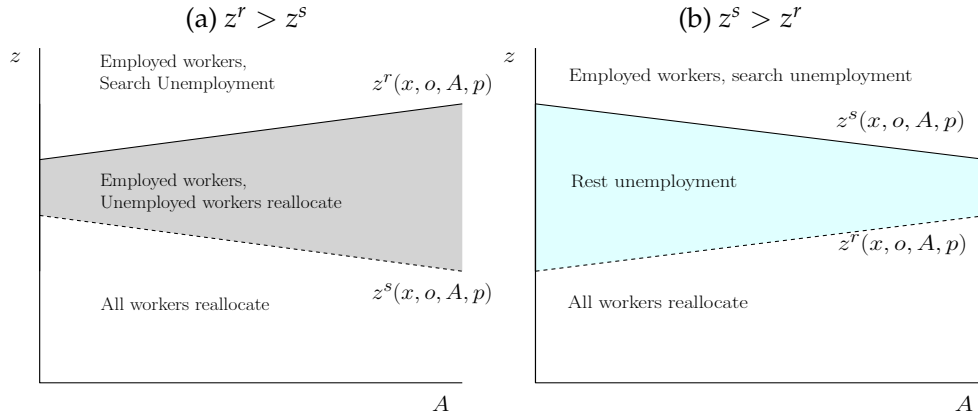 (a) z^r > z^s
z
Employed workers,
Search Unemployment
z^r(x, o, A, p)
Employed workers,
Unemployed workers reallocate
z^s(x, o, A, p)
All workers reallocate
A
(b) z^s > z^r
z
Employed workers, search unemployment
z^s(x, o, A, p)
Rest unemployment
z^r(x, o, A, p)
All workers reallocate
A